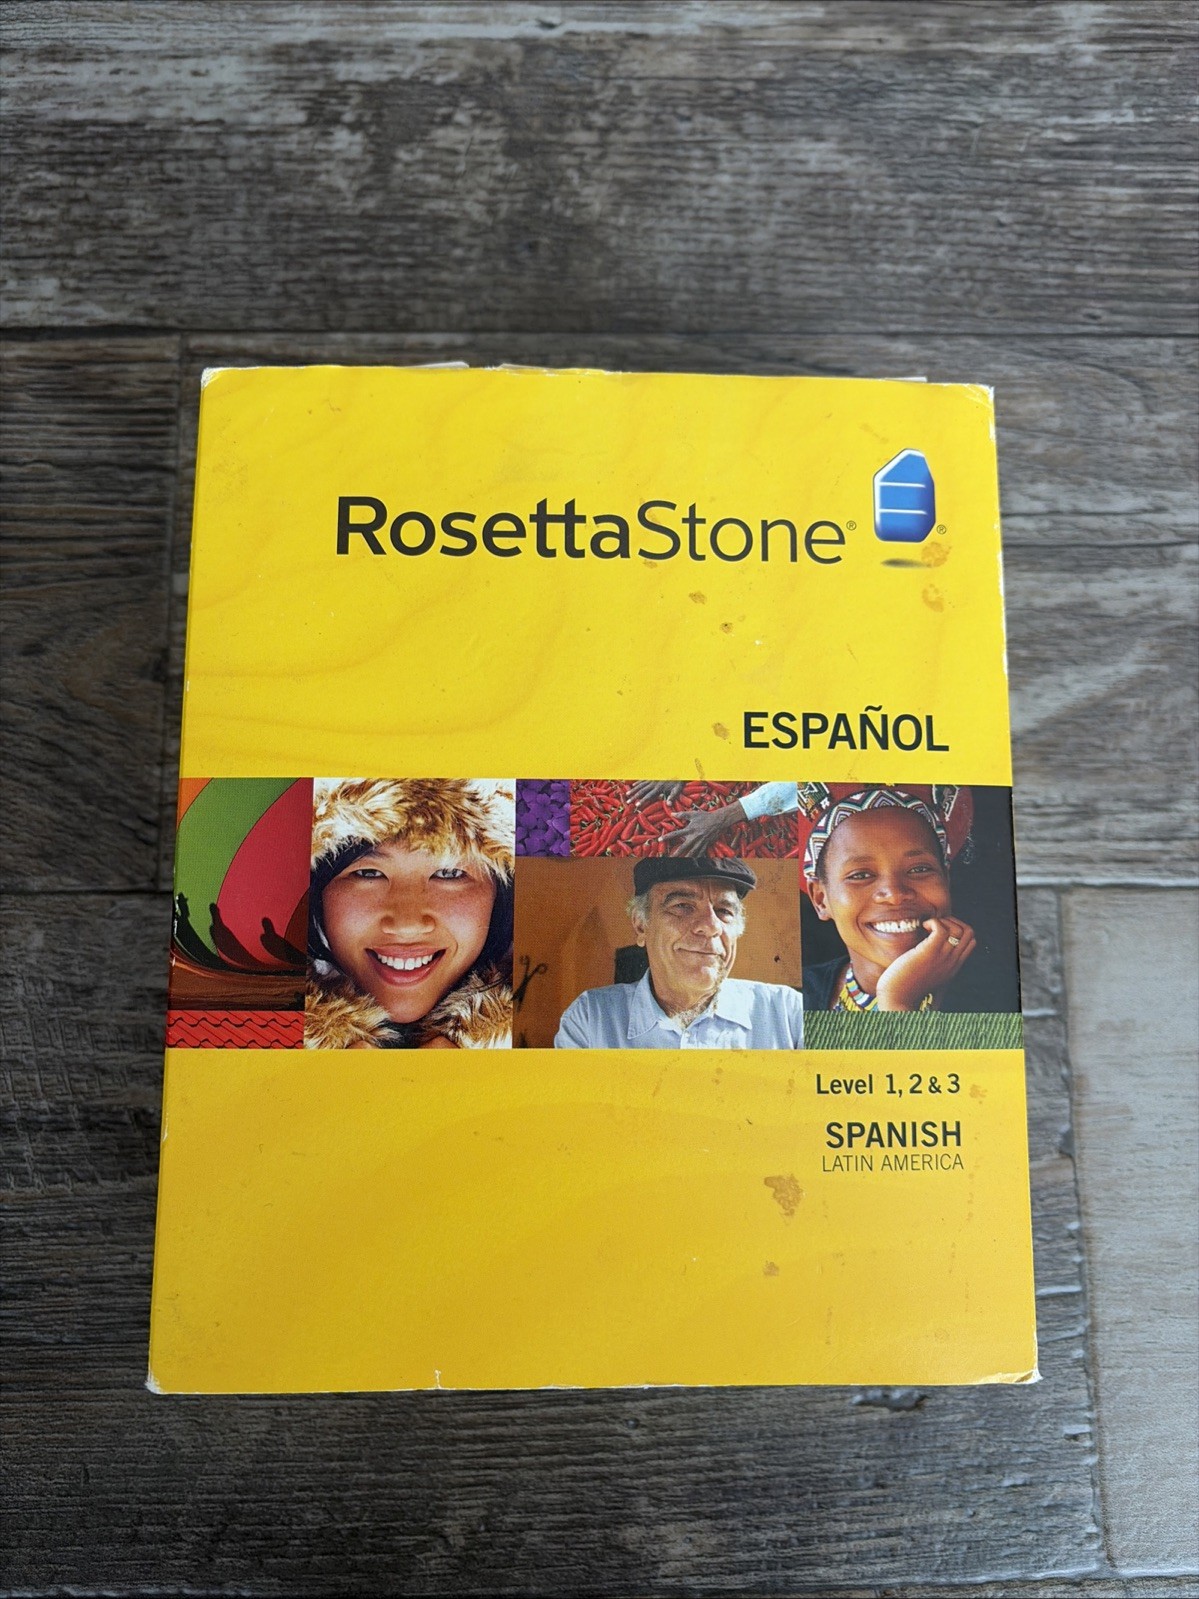 RosettaStone®
®
ESPAÑOL
Level 1, 2 & 3
SPANISH
LATIN AMERICA